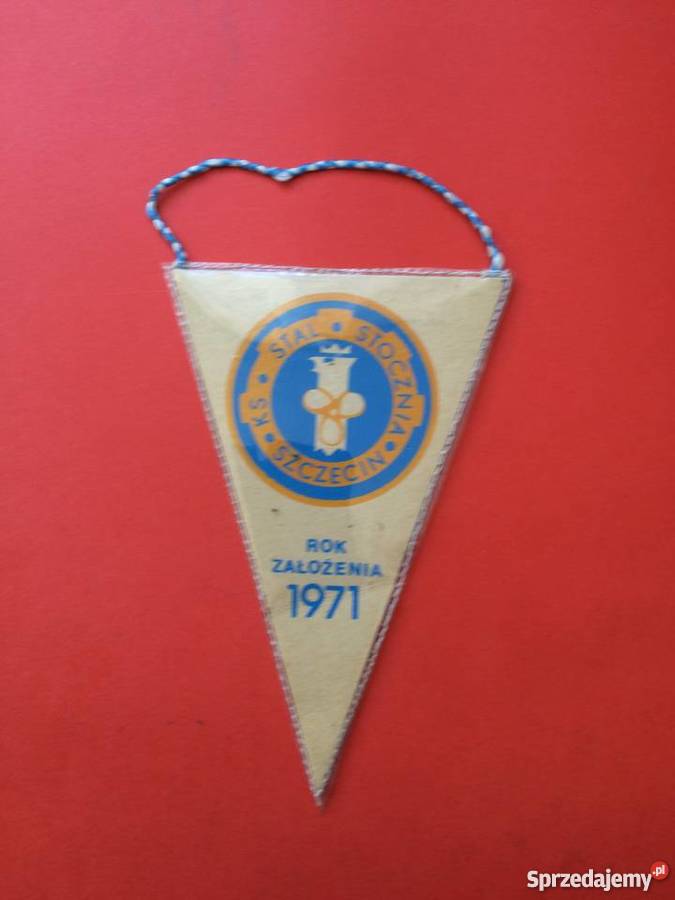 KS • STAL • STOCZNIA •
SZCZECIN •
ROK
ZAŁOŻENIA
1971
Sprzedajemy.pl